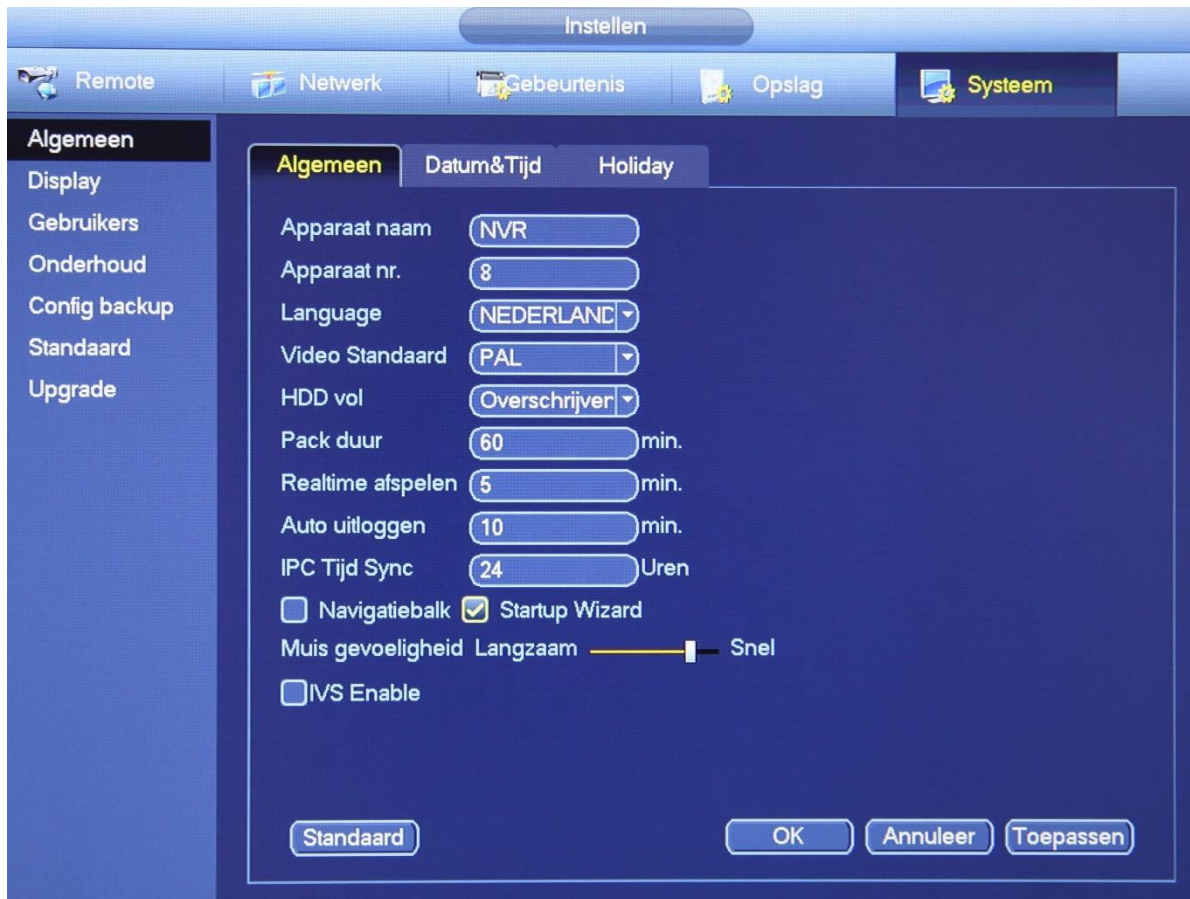 Instellen
Remote
Netwerk
Gebeurtenis
Opslag
Systeem
Algemeen
Display
Gebruikers
Onderhoud
Config backup
Standaard
Upgrade
Algemeen
Datum&Tijd
Holiday
Apparaat naam NVR
Apparaat nr. 8
Language NEDERLAND
Video Standaard PAL
HDD vol Overschrijven
Pack duur 60 min.
Realtime afspelen 5 min.
Auto uitloggen 10 min.
IPC Tijd Sync 24 Uren
Navigatiebalk Startup Wizard
Muis gevoeligheid Langzaam Snel
IVS Enable
Standaard OK Annuleer Toepassen